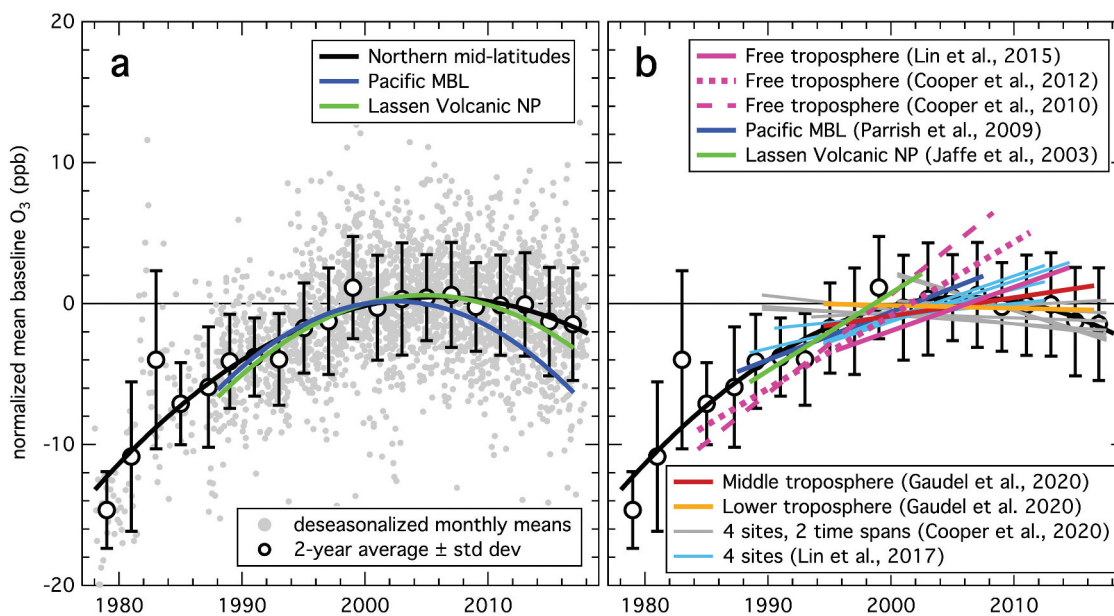 normalized mean baseline O3 (ppb)
20
10
0
-10
-20
a
Northern mid-latitudes
Pacific MBL
Lassen Volcanic NP
deseasonalized monthly means
2-year average ± std dev
1980
1990
2000
2010
b
Free troposphere (Lin et al., 2015)
Free troposphere (Cooper et al., 2012)
Free troposphere (Cooper et al., 2010)
Pacific MBL (Parrish et al., 2009)
Lassen Volcanic NP (Jaffe et al., 2003)
Middle troposphere (Gaudel et al., 2020)
Lower troposphere (Gaudel et al. 2020)
4 sites, 2 time spans (Cooper et al., 2020)
4 sites (Lin et al., 2017)
1980
1990
2000
2010